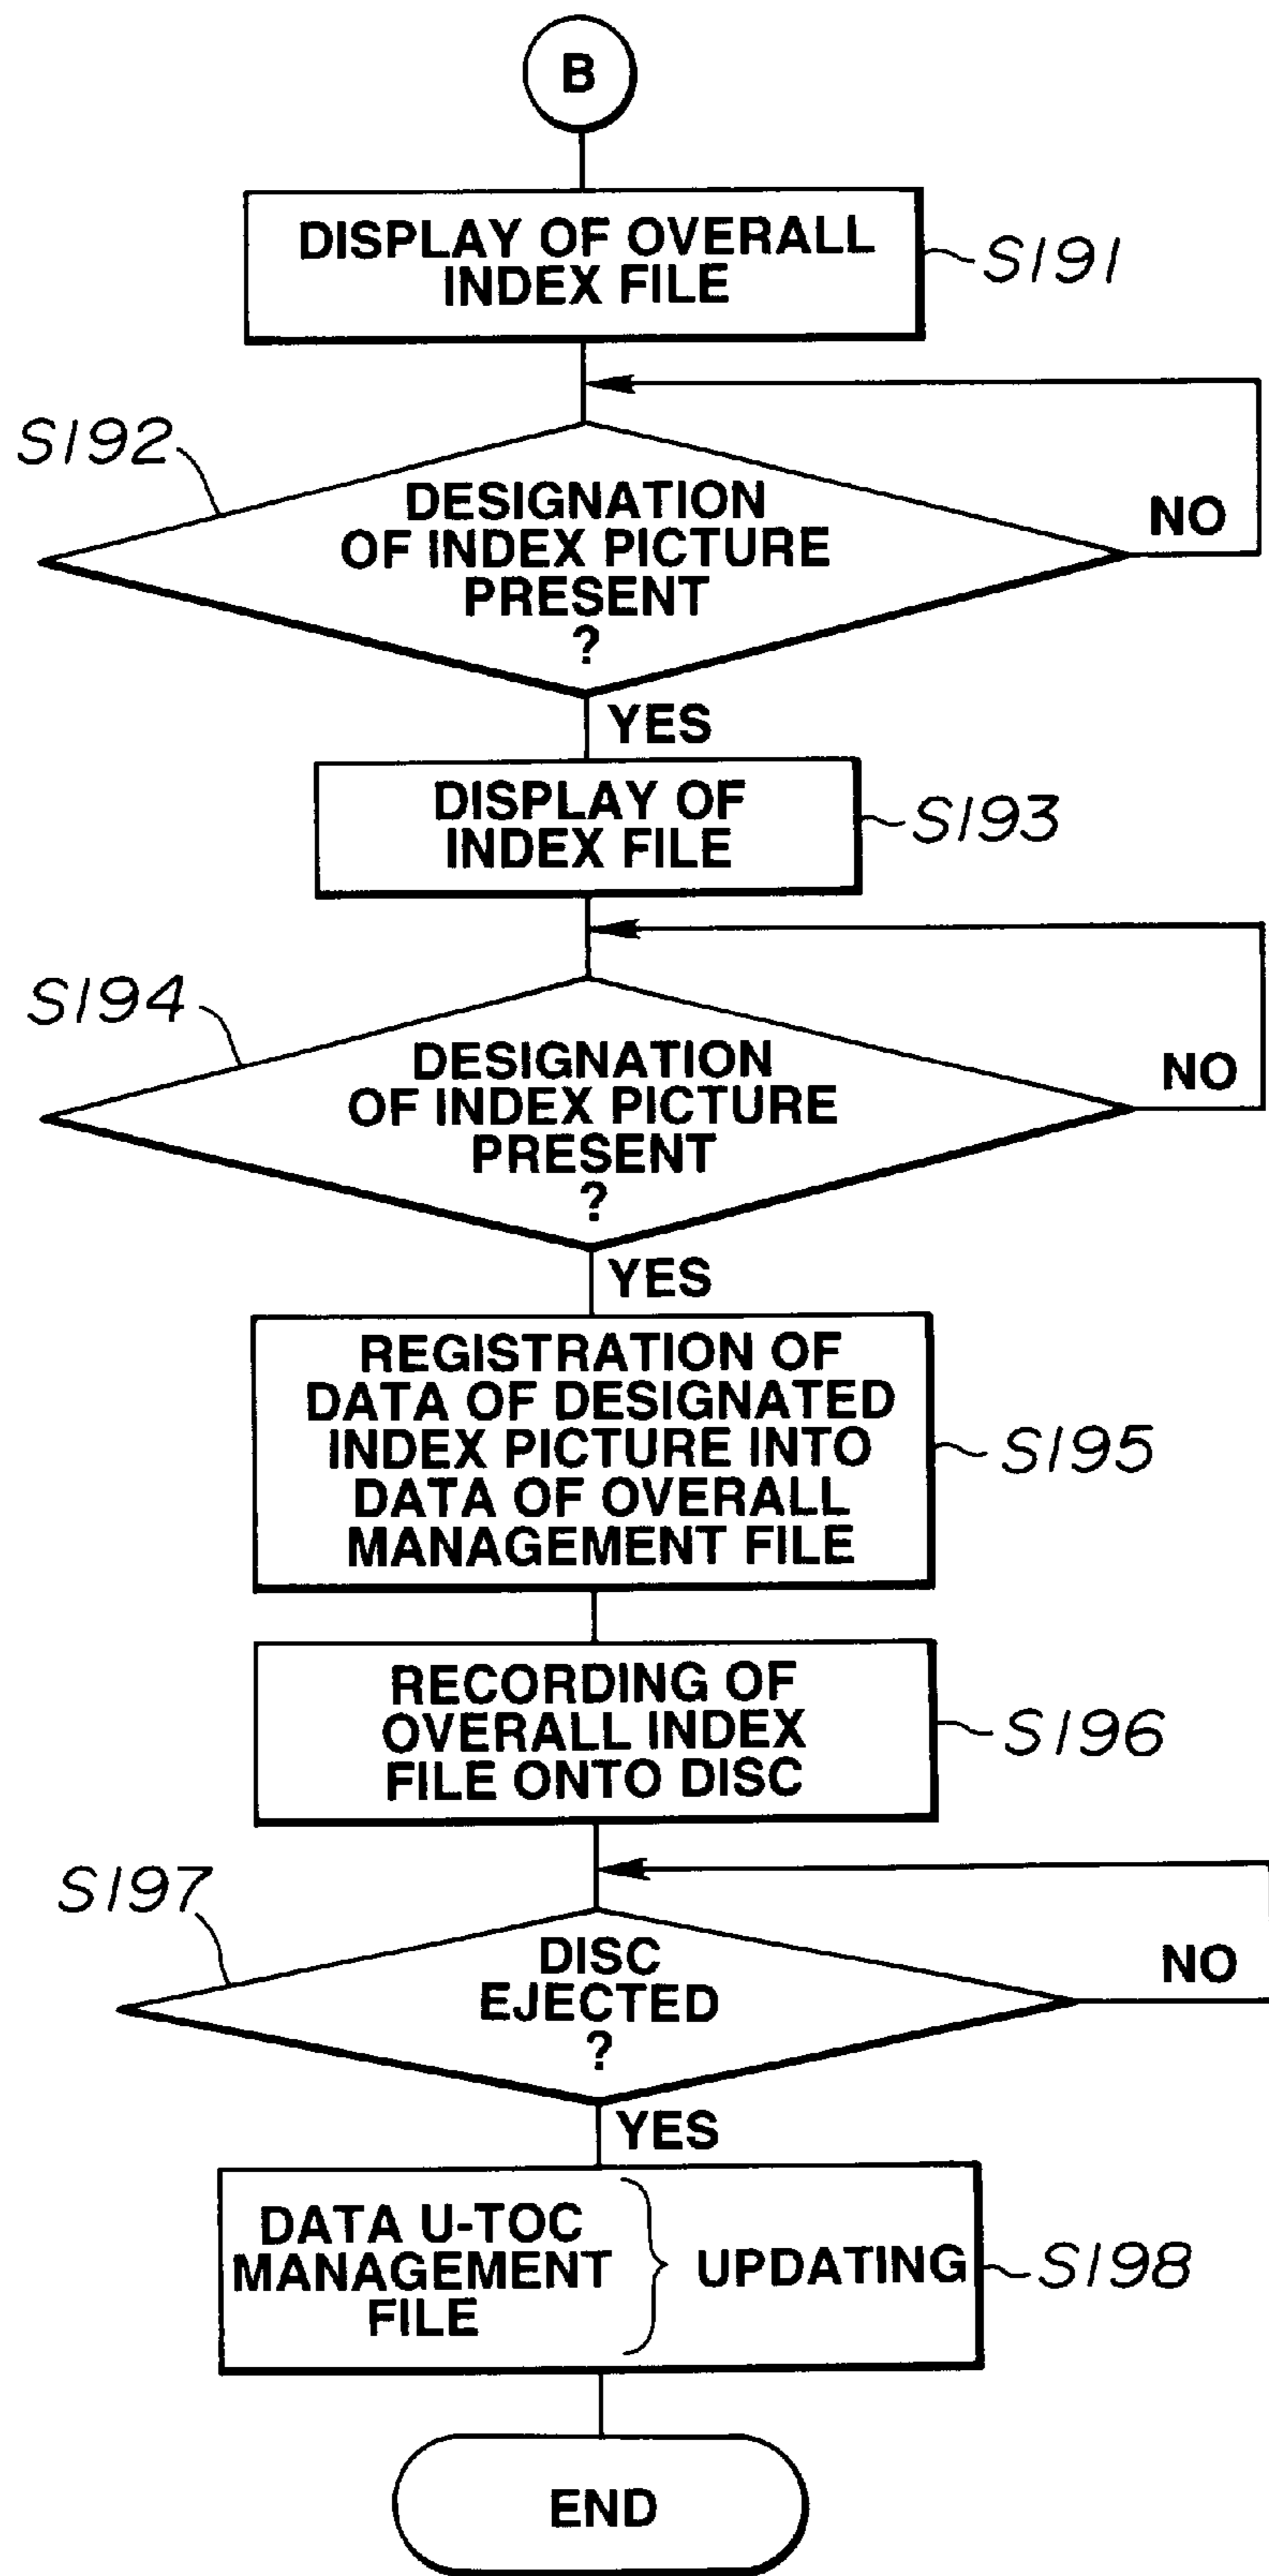 B
DISPLAY OF OVERALL
INDEX FILE
S191
S192
DESIGNATION
OF INDEX PICTURE
PRESENT
?
NO
YES
DISPLAY OF
INDEX FILE
S193
S194
DESIGNATION
OF INDEX PICTURE
PRESENT
?
NO
YES
REGISTRATION OF
DATA OF DESIGNATED
INDEX PICTURE INTO
DATA OF OVERALL
MANAGEMENT FILE
S195
RECORDING OF
OVERALL INDEX
FILE ONTO DISC
S196
S197
DISC
EJECTED
?
NO
YES
DATA U-TOC
MANAGEMENT
FILE
UPDATING
S198
END